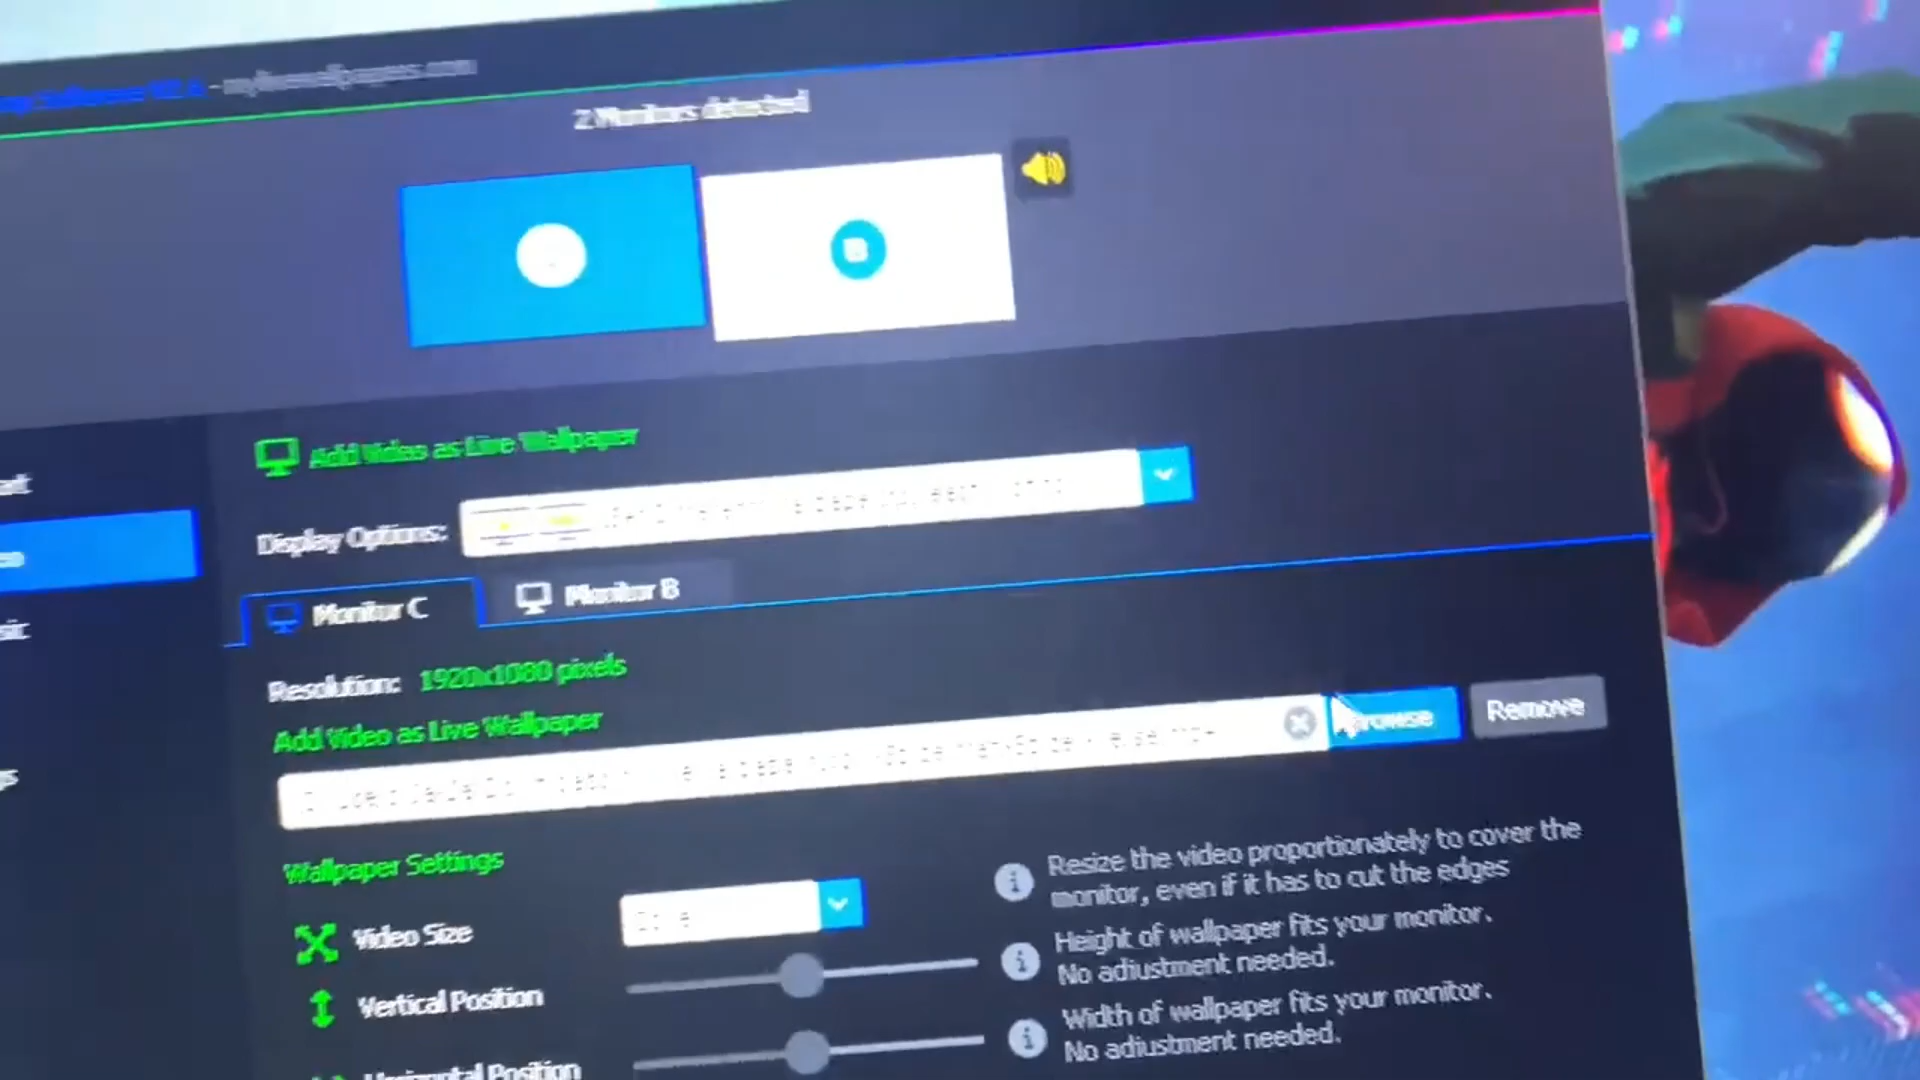 2 Monitors detected
B
Add Video as Live Wallpaper
Display Options:
Monitor C
Monitor B
Resolution: 1920x1080 pixels
Add Video as Live Wallpaper
Browse
Remove
Wallpaper Settings
Video Size
Resize the video proportionately to cover the
monitor, even if it has to cut the edges
Vertical Position
Height of wallpaper fits your monitor.
No adjustment needed.
Horizontal Position
Width of wallpaper fits your monitor.
No adjustment needed.